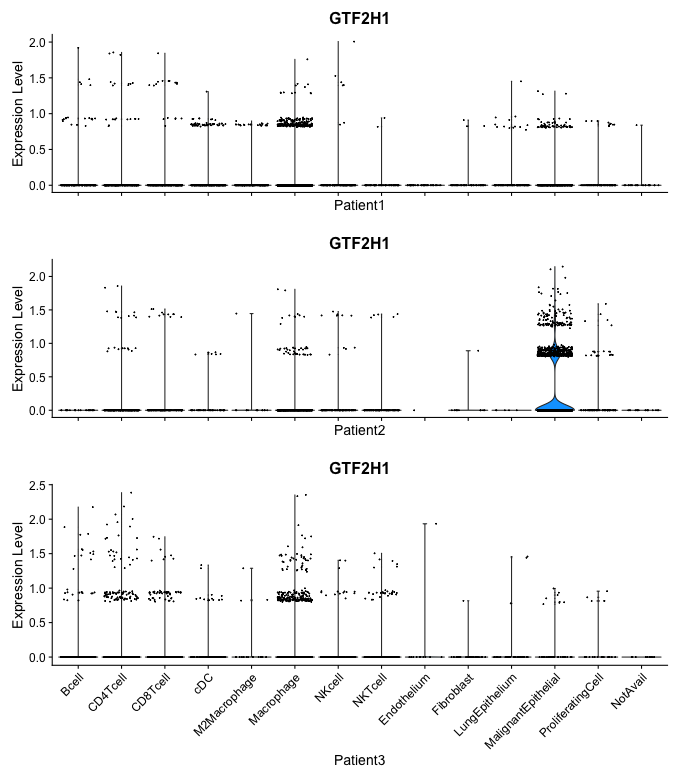 GTF2H1
Expression Level
2.0
1.5
1.0
0.5
0.0
Patient1
GTF2H1
Expression Level
2.0
1.5
1.0
0.5
0.0
Patient2
GTF2H1
Expression Level
2.5
2.0
1.5
1.0
0.5
0.0
Bcell
CD4Tcell
CD8Tcell
cDC
M2Macrophage
Macrophage
NKcell
NKTcell
Endothelium
Fibroblast
LungEpithelium
MalignantEpithelial
ProliferatingCell
NotAvail
Patient3